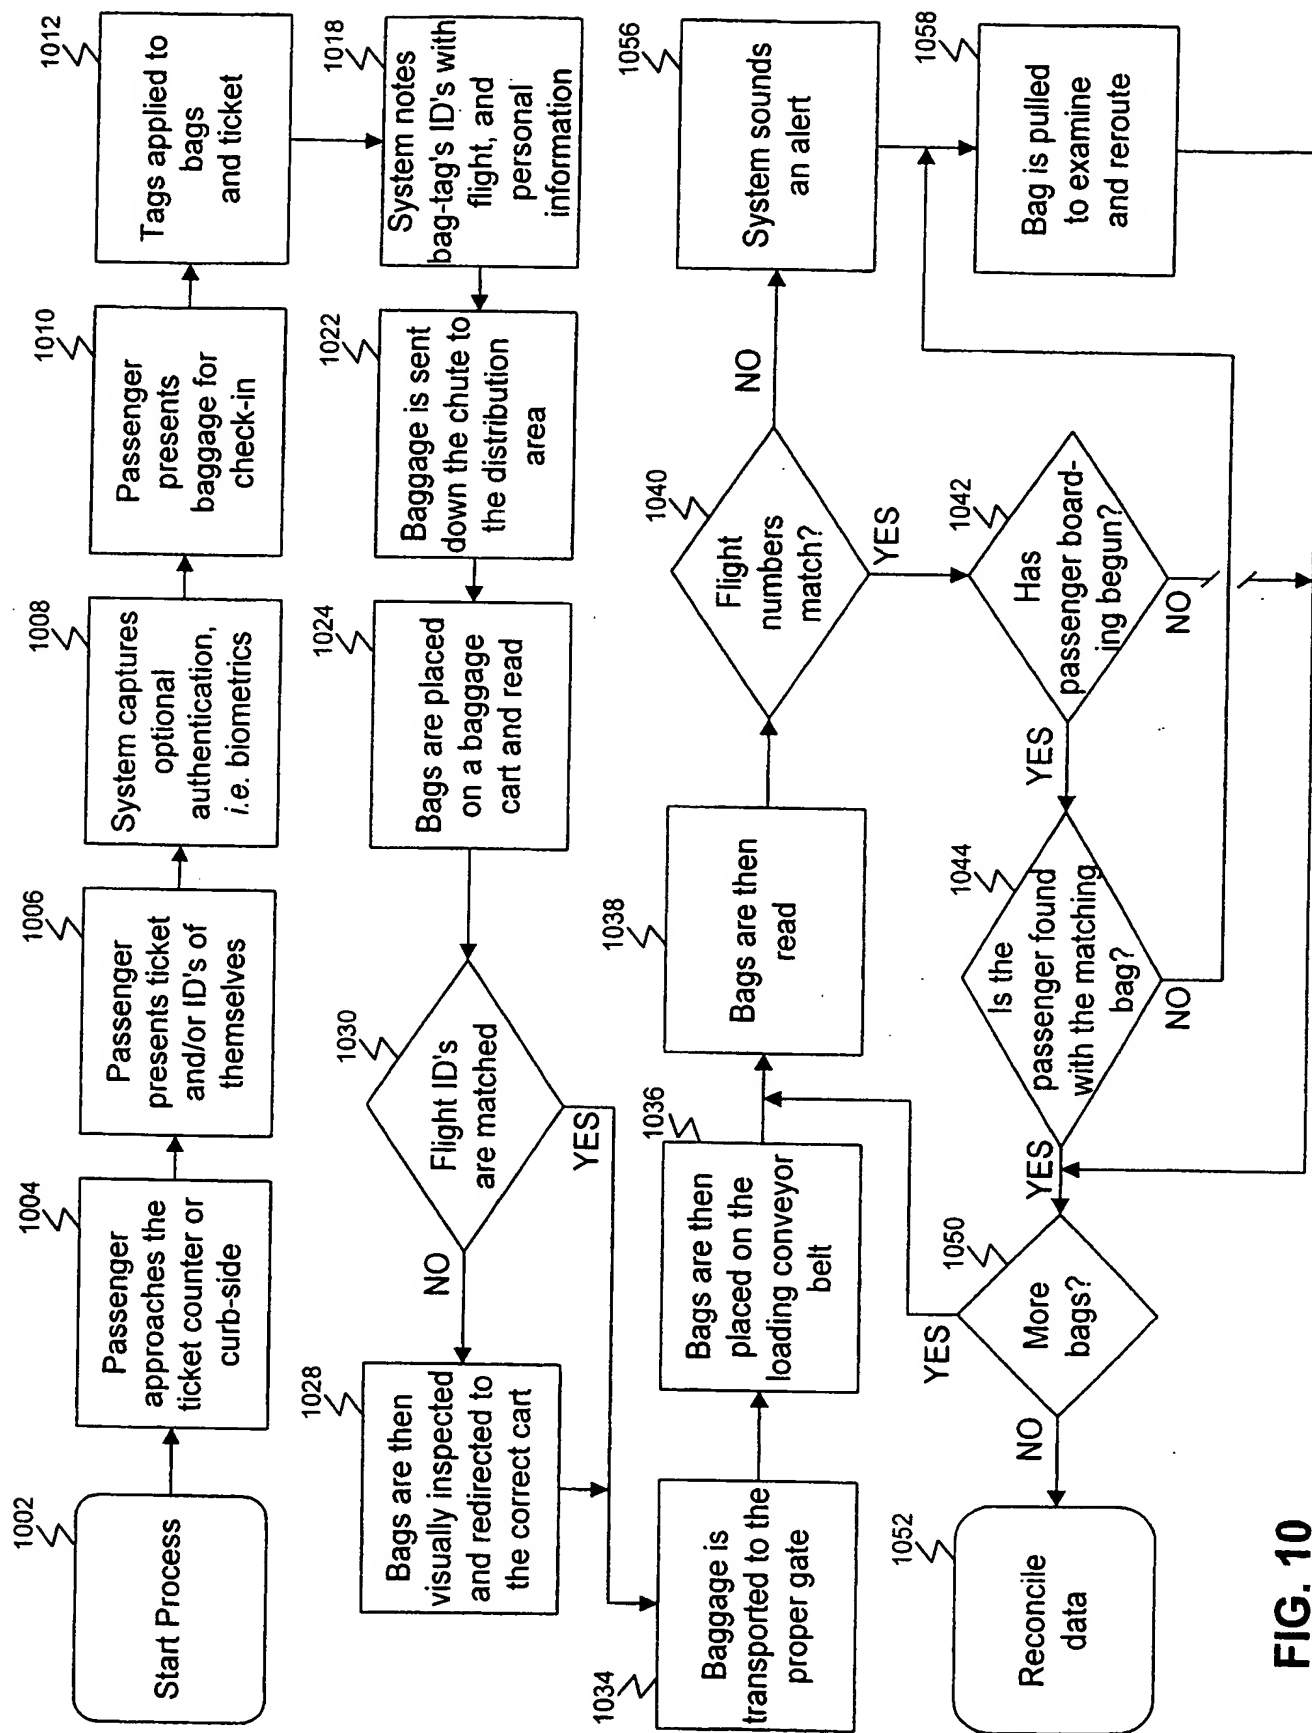 1002
Start Process
1004
Passenger
approaches the
ticket counter or
curb-side
1006
Passenger
presents ticket
and/or ID's of
themselves
1008
System captures
optional
authentication,
i.e. biometrics
1010
Passenger
presents
baggage for
check-in
1012
Tags applied to
bags
and ticket
1018
System notes
bag-tag's ID's with
flight, and
personal
information
1022
Baggage is sent
down the chute to
the distribution
area
1024
Bags are placed
on a baggage
cart and read
1030
Flight ID's
are matched
NO
YES
1028
Bags are then
visually inspected
and redirected to
the correct cart
1034
Baggage is
transported to the
proper gate
1036
Bags are then
placed on the
loading conveyor
belt
1038
Bags are then
read
1040
Flight
numbers
match?
NO
YES
1056
System sounds
an alert
1058
Bag is pulled
to examine
and reroute
1042
Has
passenger board-
ing begun?
YES
NO
1044
Is the
passenger found
with the matching
bag?
YES
NO
1050
More
bags?
YES
NO
1052
Reconcile
data
FIG. 10